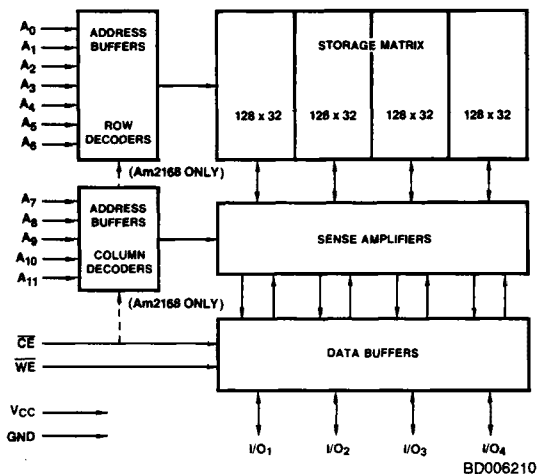 A0
A1
A2
A3
A4
A5
A6
ADDRESS
BUFFERS
ROW
DECODERS
STORAGE MATRIX
128 x 32
128 x 32
128 x 32
128 x 32
(Am2168 ONLY)
A7
A8
A9
A10
A11
ADDRESS
BUFFERS
COLUMN
DECODERS
SENSE AMPLIFIERS
(Am2168 ONLY)
C̅E̅
W̅E̅
DATA BUFFERS
VCC
GND
I/O1
I/O2
I/O3
I/O4
BD006210